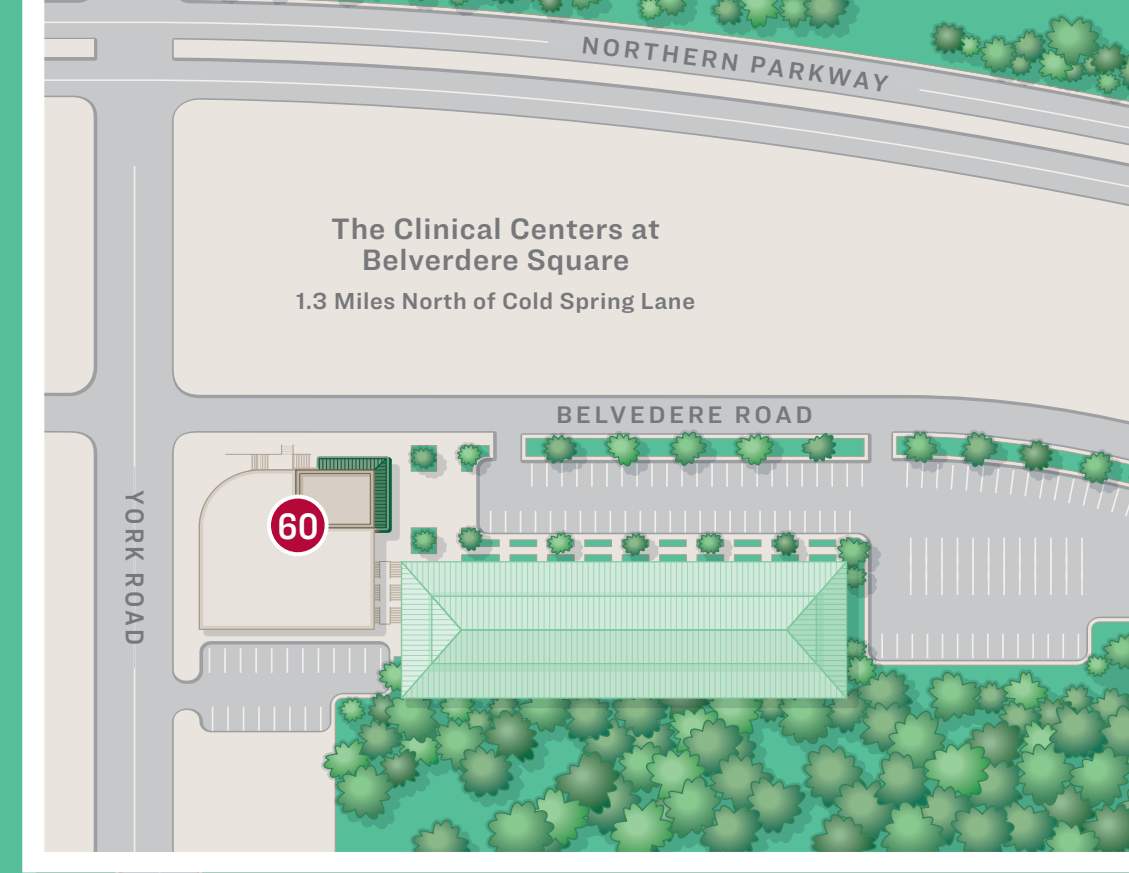 NORTHERN PARKWAY
The Clinical Centers at
Belverdere Square
1.3 Miles North of Cold Spring Lane
BELVEDERE ROAD
YORK ROAD
60